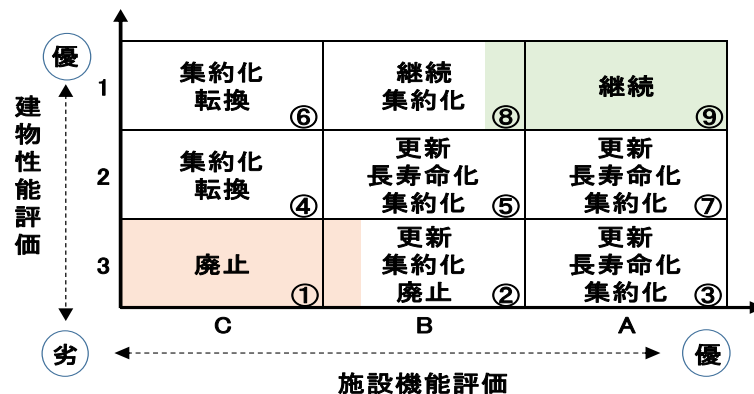 優
建物性能評価
劣
1
集約化
転換
⑥
継続
集約化
⑧
継続
⑨
2
集約化
転換
④
更新
長寿命化
集約化
⑤
更新
長寿命化
集約化
⑦
3
廃止
①
更新
集約化
廃止
②
更新
長寿命化
集約化
③
C
B
A
優
施設機能評価